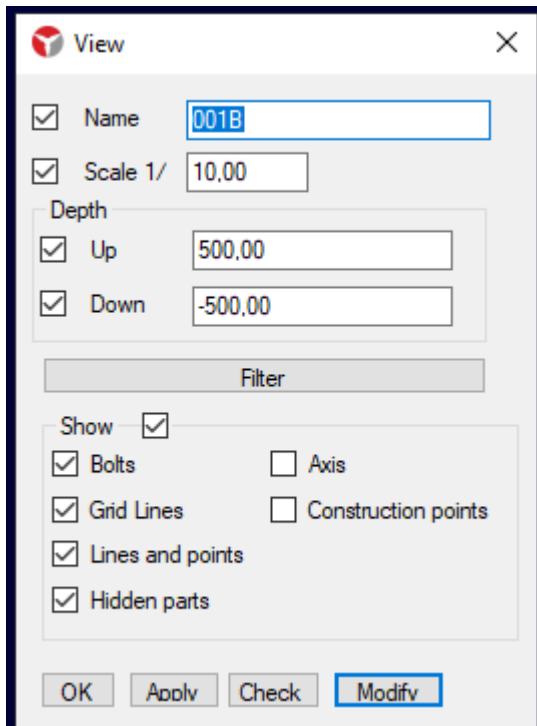 View
Name 001B
Scale 1/ 10,00
Depth
Up 500,00
Down -500,00
Filter
Show
Bolts Axis
Grid Lines Construction points
Lines and points
Hidden parts
OK Apply Check Modify